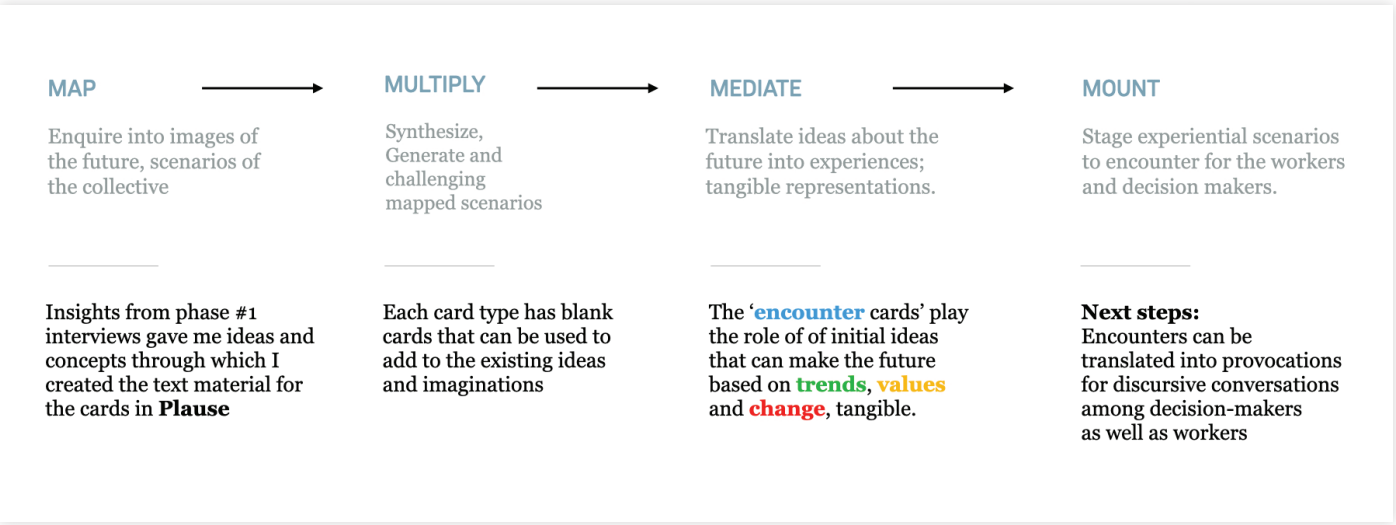 MAP
Enquire into images of
the future, scenarios of
the collective
Insights from phase #1
interviews gave me ideas and
concepts through which I
created the text material for
the cards in Plause
MULTIPLY
Synthesize,
Generate and
challenging
mapped scenarios
Each card type has blank
cards that can be used to
add to the existing ideas
and imaginations
MEDIATE
Translate ideas about the
future into experiences;
tangible representations.
The ‘encounter cards’ play
the role of of initial ideas
that can make the future
based on trends, values
and change, tangible.
MOUNT
Stage experiential scenarios
to encounter for the workers
and decision makers.
Next steps:
Encounters can be
translated into provocations
for discursive conversations
among decision-makers
as well as workers